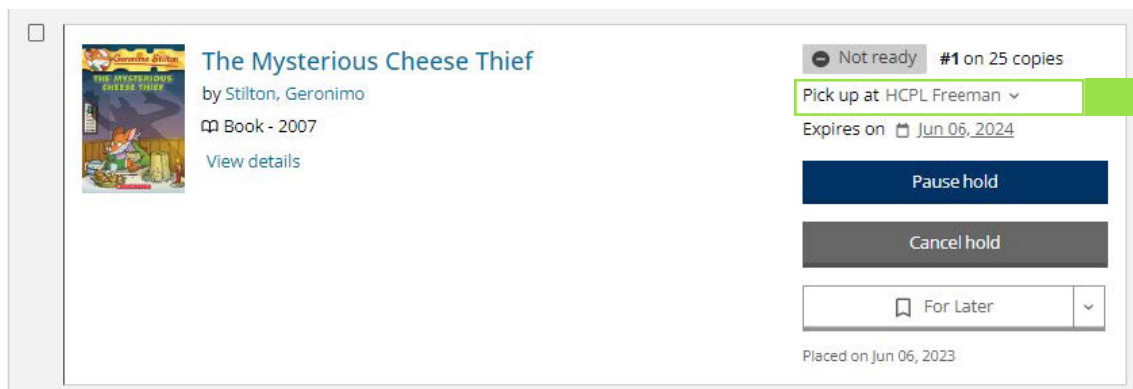 Geronimo Stilton
THE MYSTERIOUS
CHEESE THIEF
The Mysterious Cheese Thief
by Stilton, Geronimo
Book - 2007
View details
Not ready #1 on 25 copies
Pick up at HCPL Freeman
Expires on Jun 06, 2024
Pause hold
Cancel hold
For Later
Placed on Jun 06, 2023